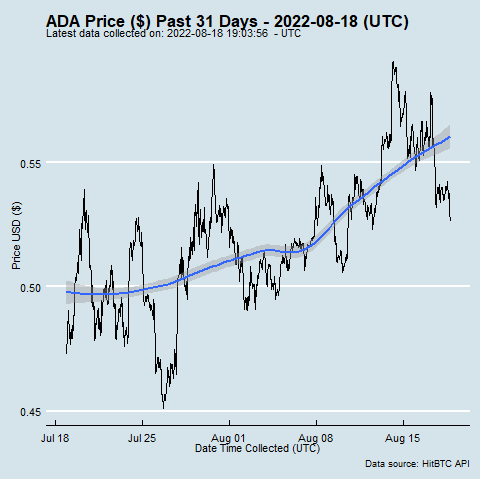 ADA Price ($) Past 31 Days - 2022-08-18 (UTC)
Latest data collected on: 2022-08-18 19:03:56 - UTC
Price USD ($)
0.55
0.50
0.45
Jul 18 Jul 25 Aug 01 Aug 08 Aug 15
Date Time Collected (UTC)
Data source: HitBTC API